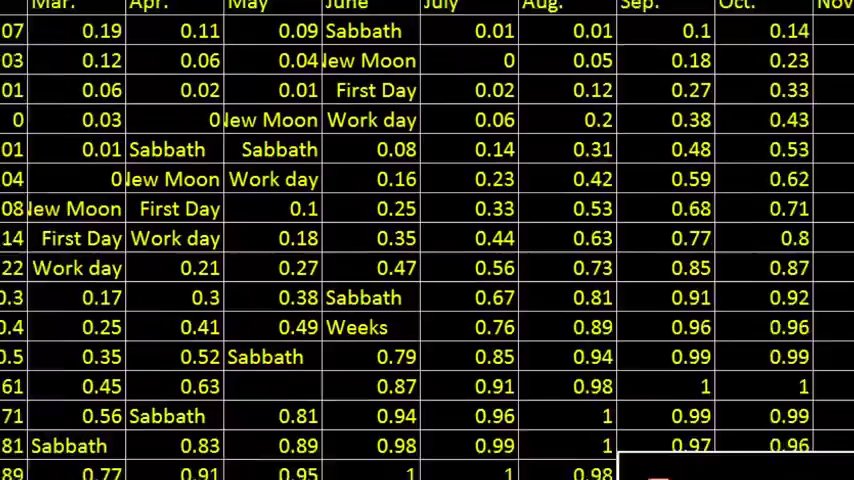 Mar. Apr. May June July Aug. Sep. Oct. Nov
07 0.19 0.11 0.09 Sabbath 0.01 0.01 0.1 0.14
03 0.12 0.06 0.04 New Moon 0 0.05 0.18 0.23
01 0.06 0.02 0.01 First Day 0.02 0.12 0.27 0.33
0 0.03 0 New Moon Work day 0.06 0.2 0.38 0.43
01 0.01 Sabbath Sabbath 0.08 0.14 0.31 0.48 0.53
04 0 New Moon Work day 0.16 0.23 0.42 0.59 0.62
08 New Moon First Day 0.1 0.25 0.33 0.53 0.68 0.71
14 First Day Work day 0.18 0.35 0.44 0.63 0.77 0.8
22 Work day 0.21 0.27 0.47 0.56 0.73 0.85 0.87
0.3 0.17 0.3 0.38 Sabbath 0.67 0.81 0.91 0.92
0.4 0.25 0.41 0.49 Weeks 0.76 0.89 0.96 0.96
0.5 0.35 0.52 Sabbath 0.79 0.85 0.94 0.99 0.99
61 0.45 0.63 0.87 0.91 0.98 1 1
71 0.56 Sabbath 0.81 0.94 0.96 1 0.99 0.99
81 Sabbath 0.83 0.89 0.98 0.99 1 0.97 0.96
89 0.77 0.91 0.95 1 1 0.98